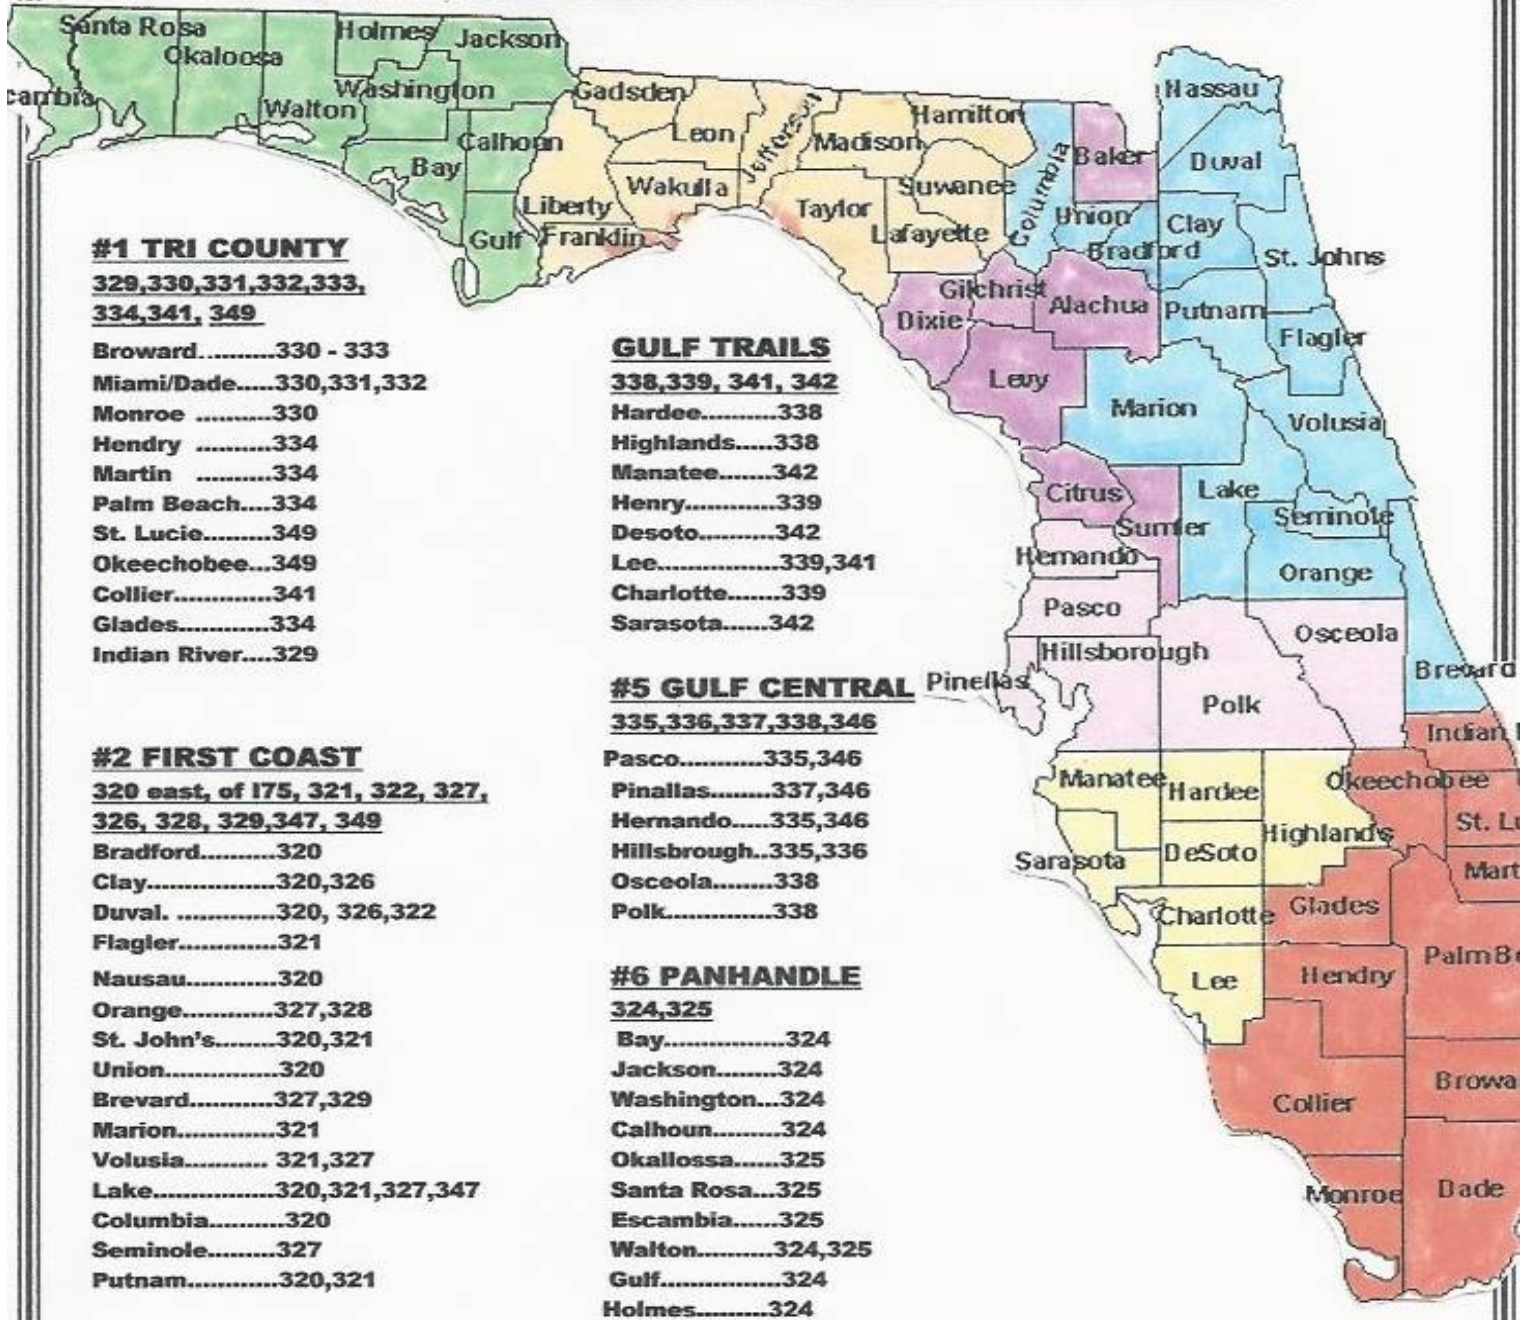 Santa Rosa
Okaloosa
Holmes
Jackson
cambia
Walton
Washington
Calhoun
Bay
Gulf
Gadsden
Leon
Jefferson
Madison
Hamilton
Wakulla
Liberty
Franklin
Taylor
Suwanee
Lafayette
Columbia
Baker
Nassau
Duval
Union
Bradford
Clay
St. Johns
Gilchrist
Dixie
Alachua
Putnam
Flagler
Levy
Marion
Volusia
Citrus
Sumter
Lake
Seminole
Hernando
Orange
Pasco
Osceola
Hillsborough
Pinellas
Polk
Brevard
Indian
Manatee
Hardee
Okeechobee
Highlands
St. Lu
Sarasota
DeSoto
Mart
Charlotte
Glades
Lee
Hendry
PalmBe
Collier
Browa
Monroe
Dade
#1 TRI COUNTY
329,330,331,332,333,
334,341, 349
Broward..........330 - 333
Miami/Dade.....330,331,332
Monroe ..........330
Hendry ..........334
Martin ..........334
Palm Beach....334
St. Lucie.........349
Okeechobee...349
Collier.............341
Glades............334
Indian River....329
#2 FIRST COAST
320 east, of I75, 321, 322, 327,
326, 328, 329,347, 349
Bradford..........320
Clay.................320,326
Duval. .............320, 326,322
Flagler.............321
Nausau............320
Orange.............327,328
St. John's........320,321
Union...............320
Brevard...........327,329
Marion.............321
Volusia........... 321,327
Lake................320,321,327,347
Columbia..........320
Seminole.........327
Putnam............320,321
GULF TRAILS
338,339, 341, 342
Hardee..........338
Highlands.....338
Manatee.......342
Henry...........339
Desoto..........342
Lee................339,341
Charlotte.......339
Sarasota......342
#5 GULF CENTRAL
335,336,337,338,346
Pasco...........335,346
Pinallas........337,346
Hernando.....335,346
Hillsbrough..335,336
Osceola........338
Polk..............338
#6 PANHANDLE
324,325
Bay................324
Jackson........324
Washington...324
Calhoun.........324
Okallossa......325
Santa Rosa...325
Escambia......325
Walton..........324,325
Gulf................324
Holmes..........324